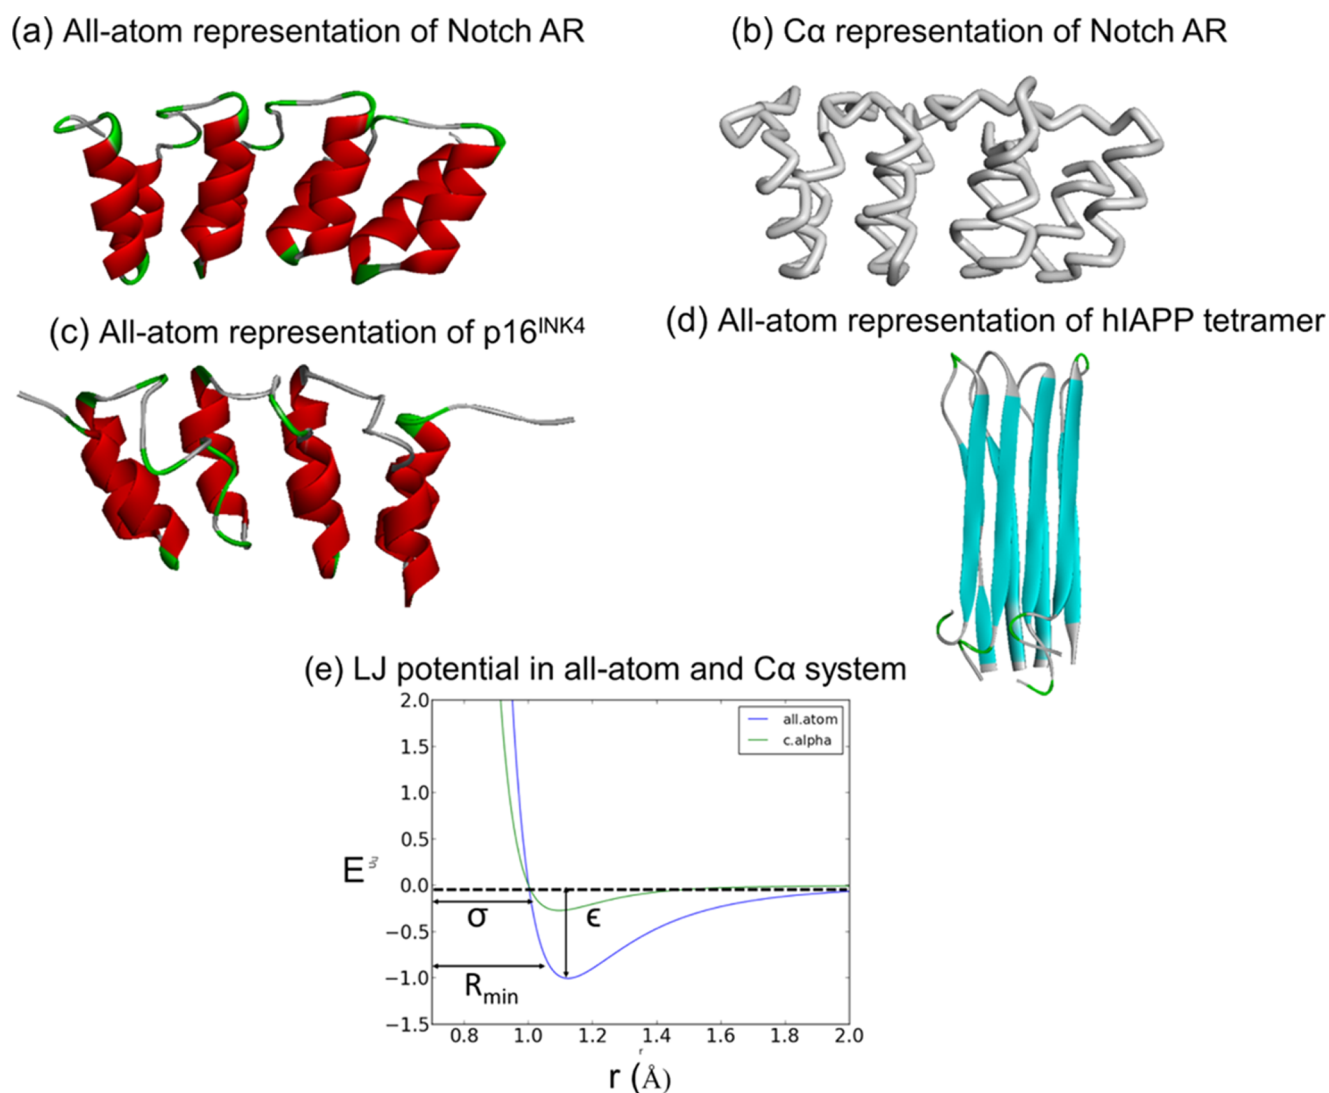 (a) All-atom representation of Notch AR
(b) Cα representation of Notch AR
(c) All-atom representation of p16INK4
(d) All-atom representation of hIAPP tetramer
(e) LJ potential in all-atom and Cα system
2.0
1.5
1.0
0.5
0.0
−0.5
−1.0
−1.5
all.atom
c.alpha
E
σ
ϵ
Rmin
0.8 1.0 1.2 1.4 1.6 1.8 2.0
r
r (Å)